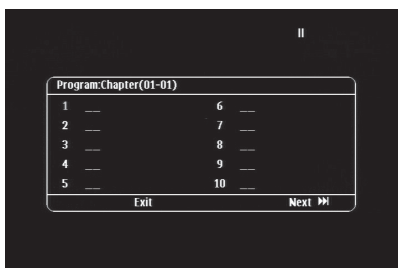 II
Program:Chapter(01-01)
1 __ 6 __
2 __ 7 __
3 __ 8 __
4 __ 9 __
5 __ 10 __
Exit Next ⏭